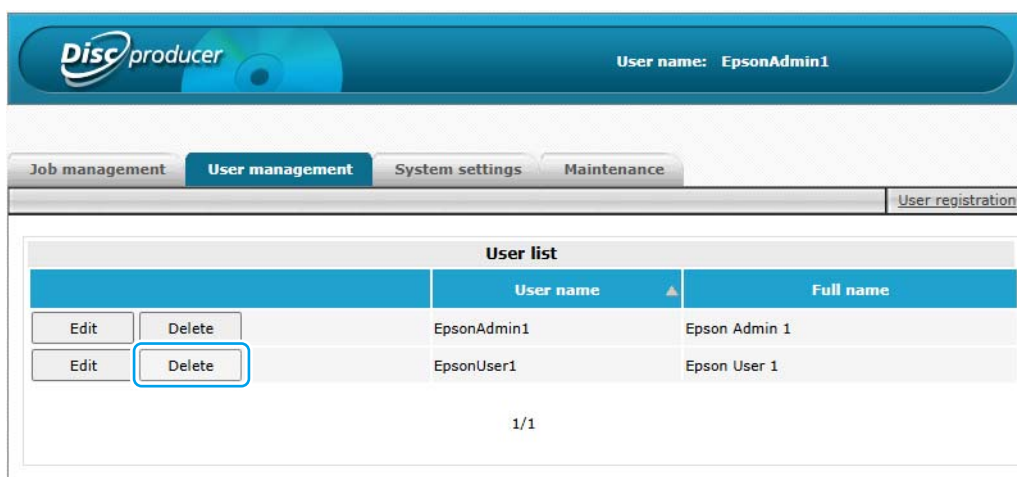 Disc producer
User name: EpsonAdmin1
Job management User management System settings Maintenance
User registration
User list
User name Full name
Edit Delete EpsonAdmin1 Epson Admin 1
Edit Delete EpsonUser1 Epson User 1
1/1